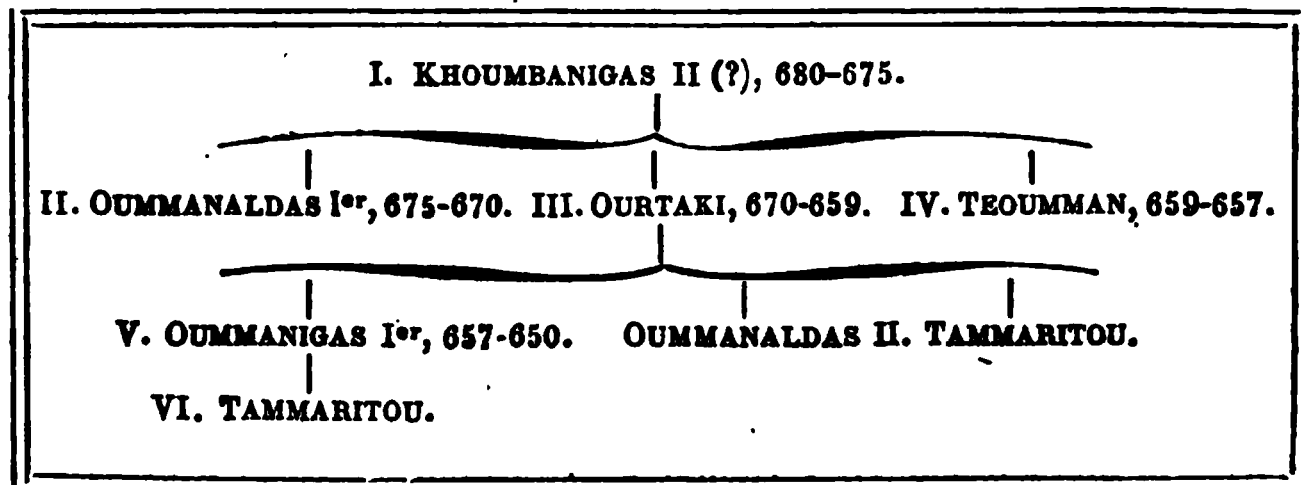 I. KHOUMBANIGAS II (?), 680-675.
II. OUMMANALDAS Ier, 675-670. III. OURTAKI, 670-659. IV. TEOUMMAN, 659-657.
V. OUMMANIGAS Ier, 657-650. OUMMANALDAS II. TAMMARITOU.
VI. TAMMARITOU.